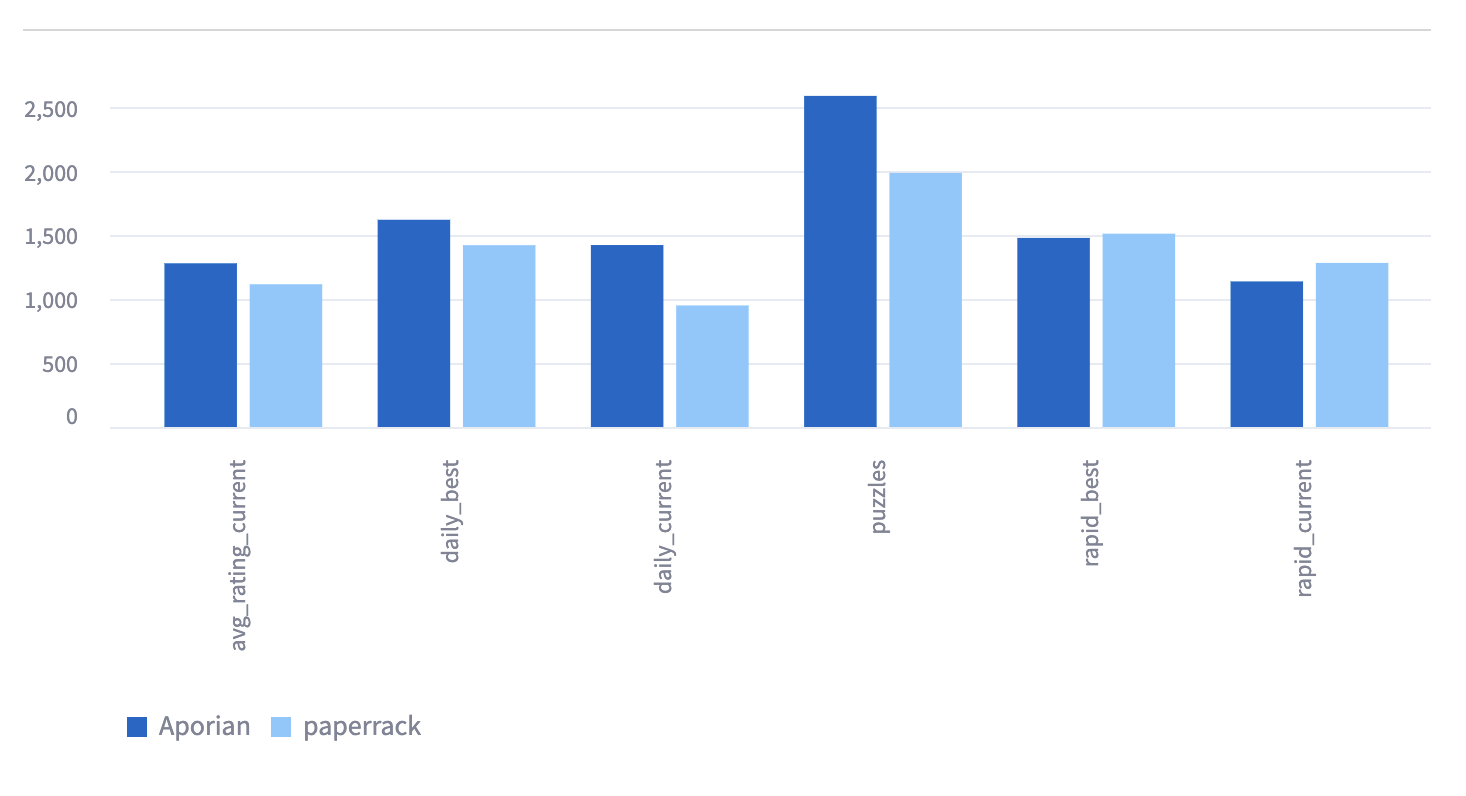 2,500
2,000
1,500
1,000
500
0
avg_rating_current
daily_best
daily_current
puzzles
rapid_best
rapid_current
Aporian paperrack